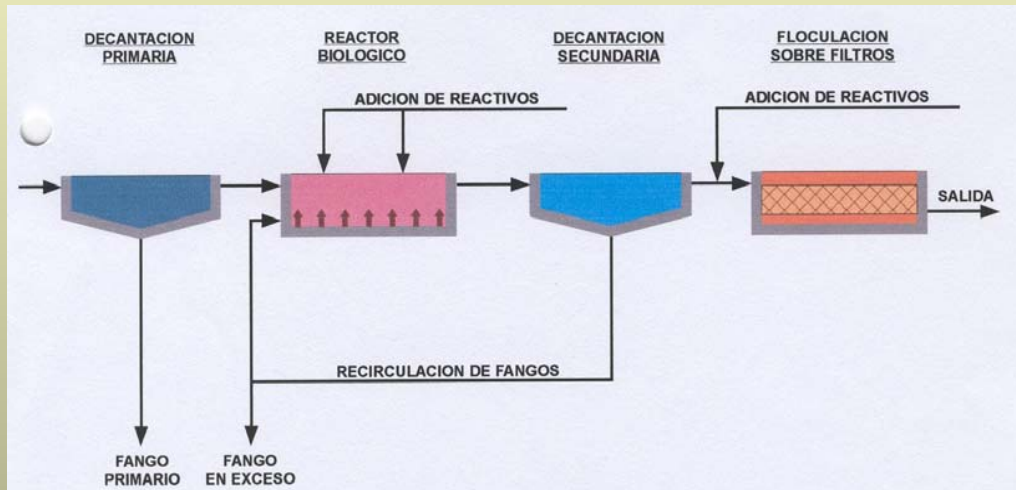 DECANTACION
PRIMARIA
REACTOR
BIOLOGICO
DECANTACION
SECUNDARIA
FLOCULACION
SOBRE FILTROS
ADICION DE REACTIVOS
ADICION DE REACTIVOS
SALIDA
RECIRCULACION DE FANGOS
FANGO
PRIMARIO
FANGO
EN EXCESO